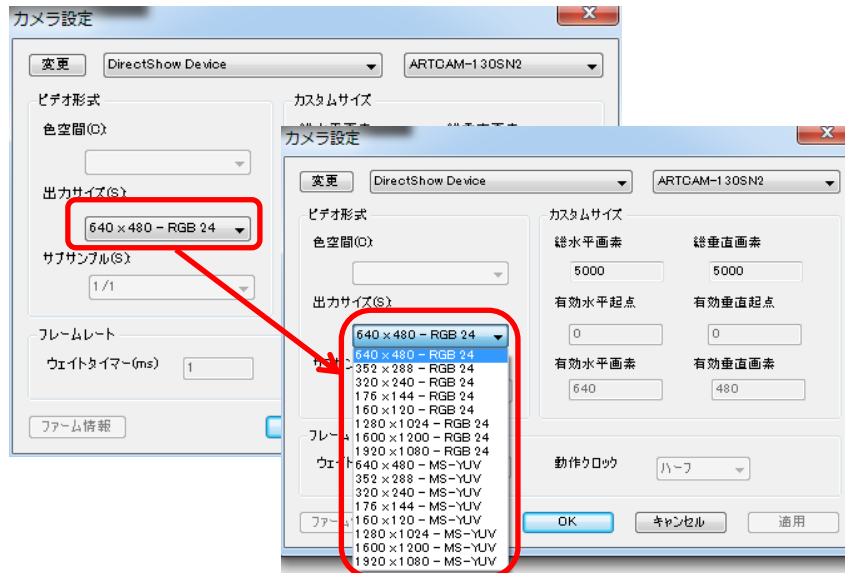 カメラ設定
変更 DirectShow Device ARTCAM-130SN2
ビデオ形式 カスタムサイズ
色空間(C):
出力サイズ(S):
640 × 480 - RGB 24
サブサンプル(S):
1/1
フレームレート
ウェイトタイマー(ms) 1
ファーム情報
カメラ設定
変更 DirectShow Device ARTCAM-130SN2
ビデオ形式 カスタムサイズ
色空間(C): 総水平画素 総垂直画素
5000 5000
出力サイズ(S): 有効水平起点 有効垂直起点
640 × 480 - RGB 24 0 0
有効水平画素 有効垂直画素
640 480
640 × 480 - RGB 24
352 × 288 - RGB 24
320 × 240 - RGB 24
176 × 144 - RGB 24
160 × 120 - RGB 24
1280 × 1024 - RGB 24
1600 × 1200 - RGB 24
1920 × 1080 - RGB 24
640 × 480 - MS-YUV
352 × 288 - MS-YUV
320 × 240 - MS-YUV
176 × 144 - MS-YUV
160 × 120 - MS-YUV
1280 × 1024 - MS-YUV
1600 × 1200 - MS-YUV
1920 × 1080 - MS-YUV
フレーム
動作クロック ハーフ
OK キャンセル 適用